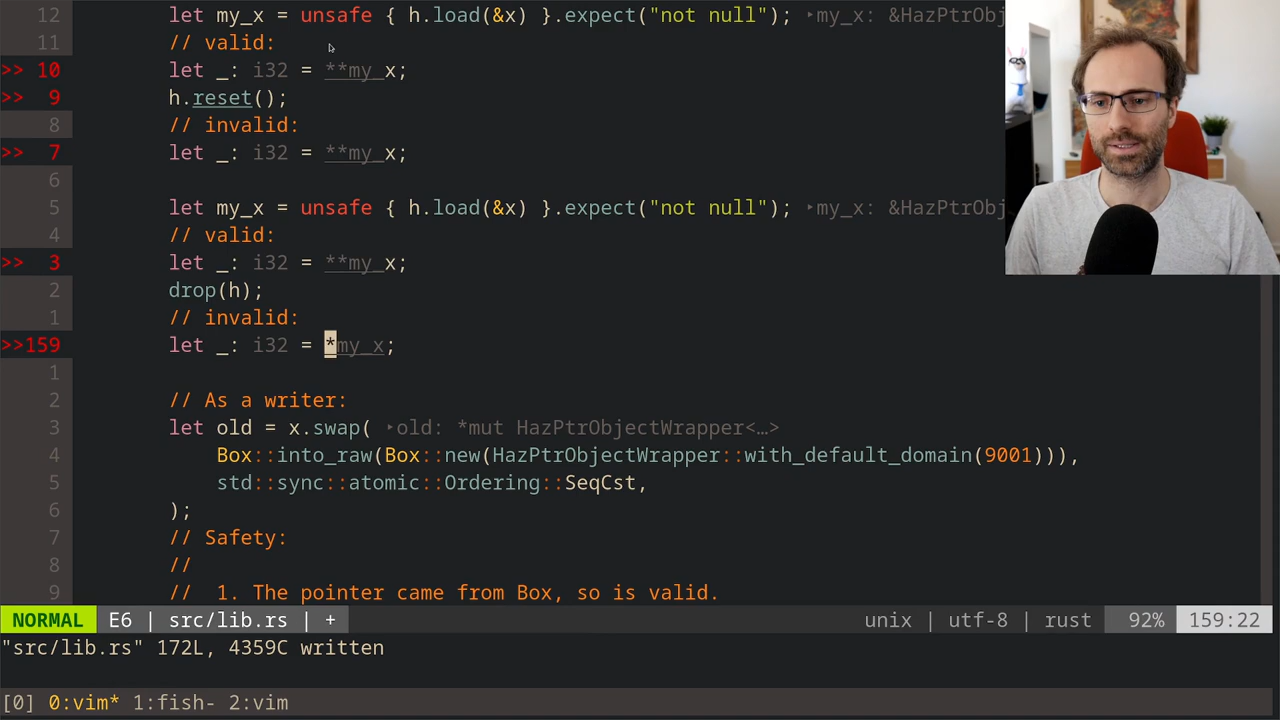 12 let my_x = unsafe { h.load(&x) }.expect("not null"); ‣my_x: &HazPtrObj
11 // valid:
>> 10 let _: i32 = **my_x;
>> 9 h.reset();
8 // invalid:
>> 7 let _: i32 = **my_x;
6
5 let my_x = unsafe { h.load(&x) }.expect("not null"); ‣my_x: &HazPtrObj
4 // valid:
>> 3 let _: i32 = **my_x;
2 drop(h);
1 // invalid:
>>159 let _: i32 = *my_x;
1
2 // As a writer:
3 let old = x.swap( ‣old: *mut HazPtrObjectWrapper<…>
4 Box::into_raw(Box::new(HazPtrObjectWrapper::with_default_domain(9001))),
5 std::sync::atomic::Ordering::SeqCst,
6 );
7 // Safety:
8 //
9 // 1. The pointer came from Box, so is valid.
NORMAL E6 | src/lib.rs | + unix | utf-8 | rust 92% 159:22
"src/lib.rs" 172L, 4359C written
[0] 0:vim* 1:fish- 2:vim